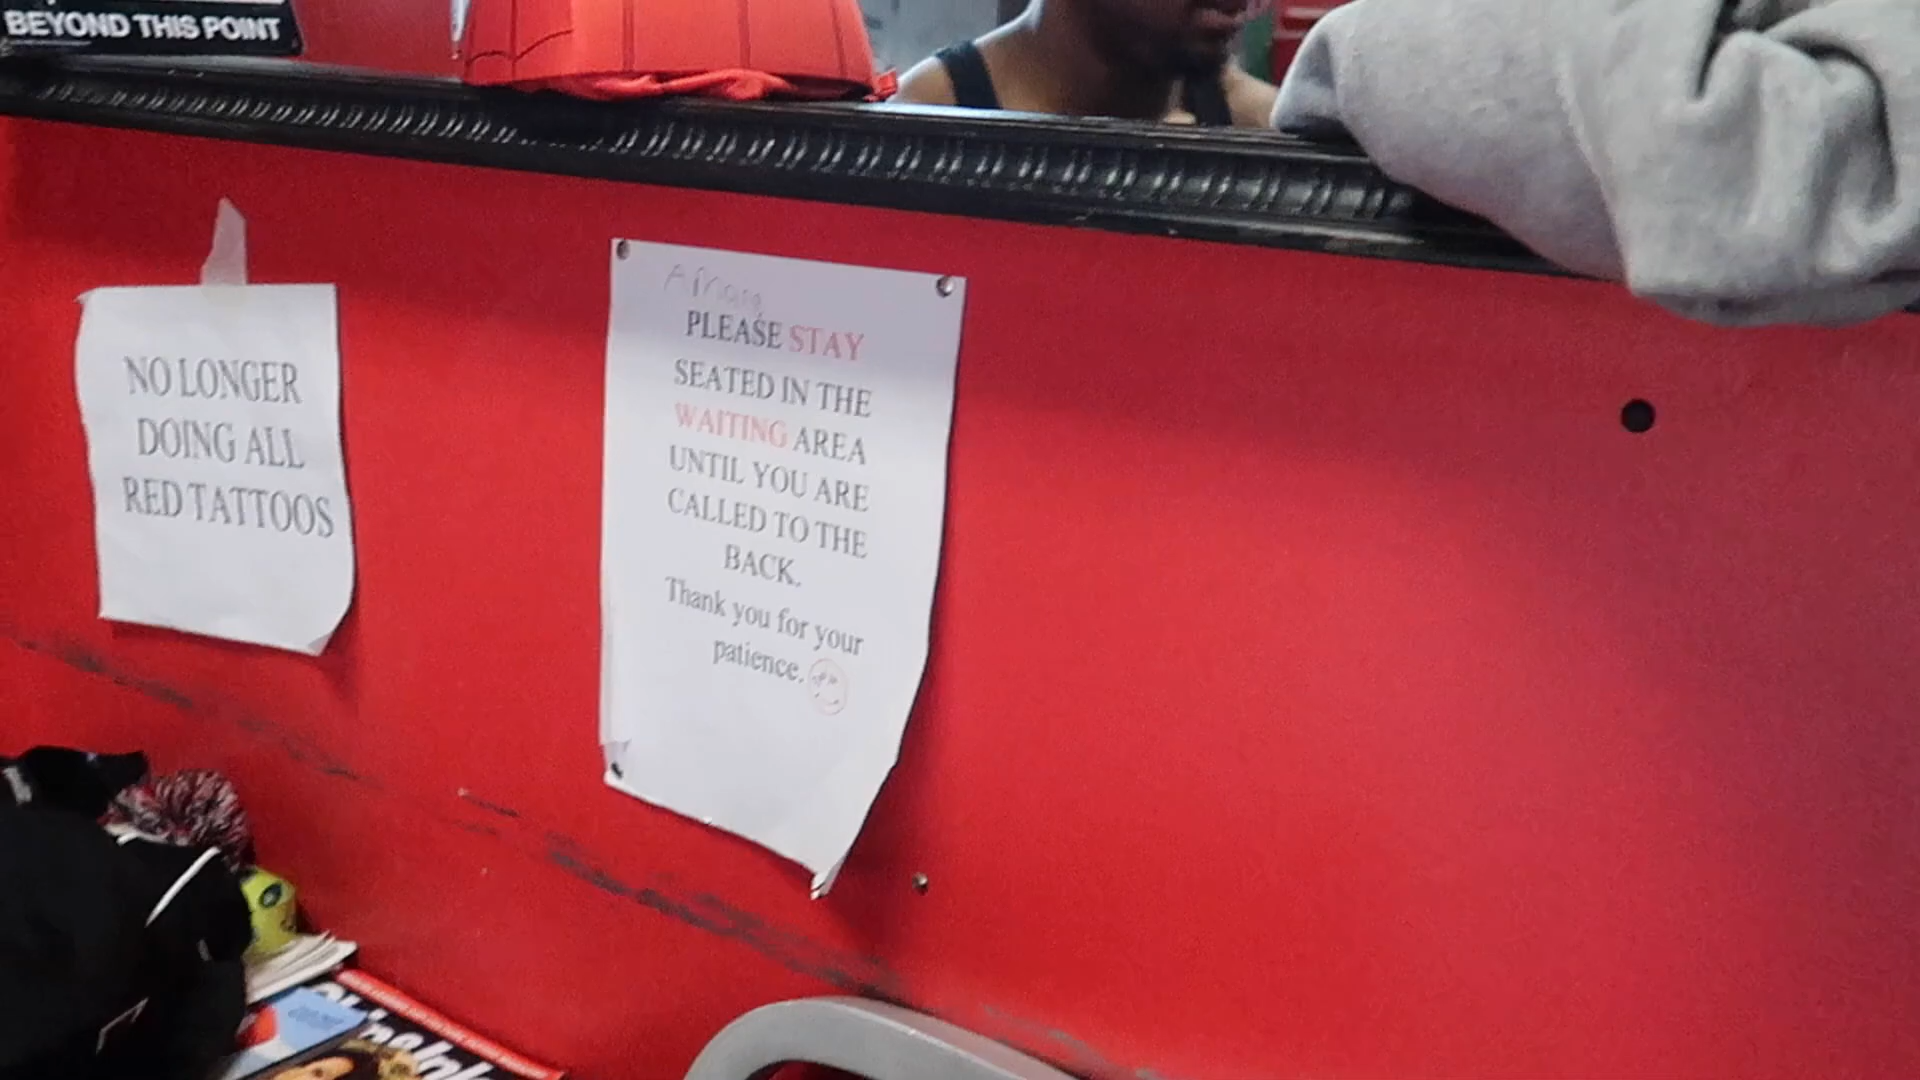 BEYOND THIS POINT
NO LONGER
DOING ALL
RED TATTOOS
PLEASE STAY
SEATED IN THE
WAITING AREA
UNTIL YOU ARE
CALLED TO THE
BACK.
Thank you for your
patience.